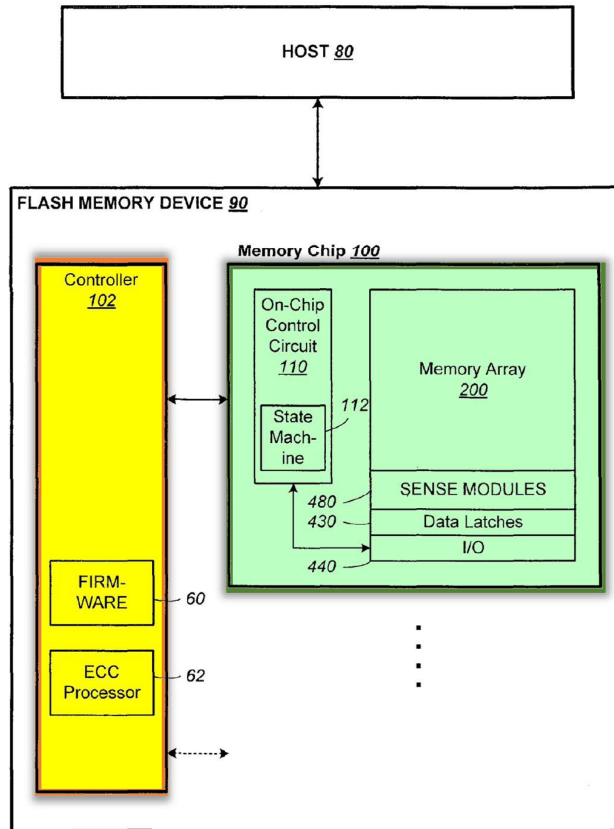 HOST 80
FLASH MEMORY DEVICE 90
Memory Chip 100
Controller
102
On-Chip
Control
Circuit
110
112
State
Mach-
ine
Memory Array
200
480
SENSE MODULES
430
Data Latches
I/O
440
FIRM-
WARE
60
ECC
Processor
62